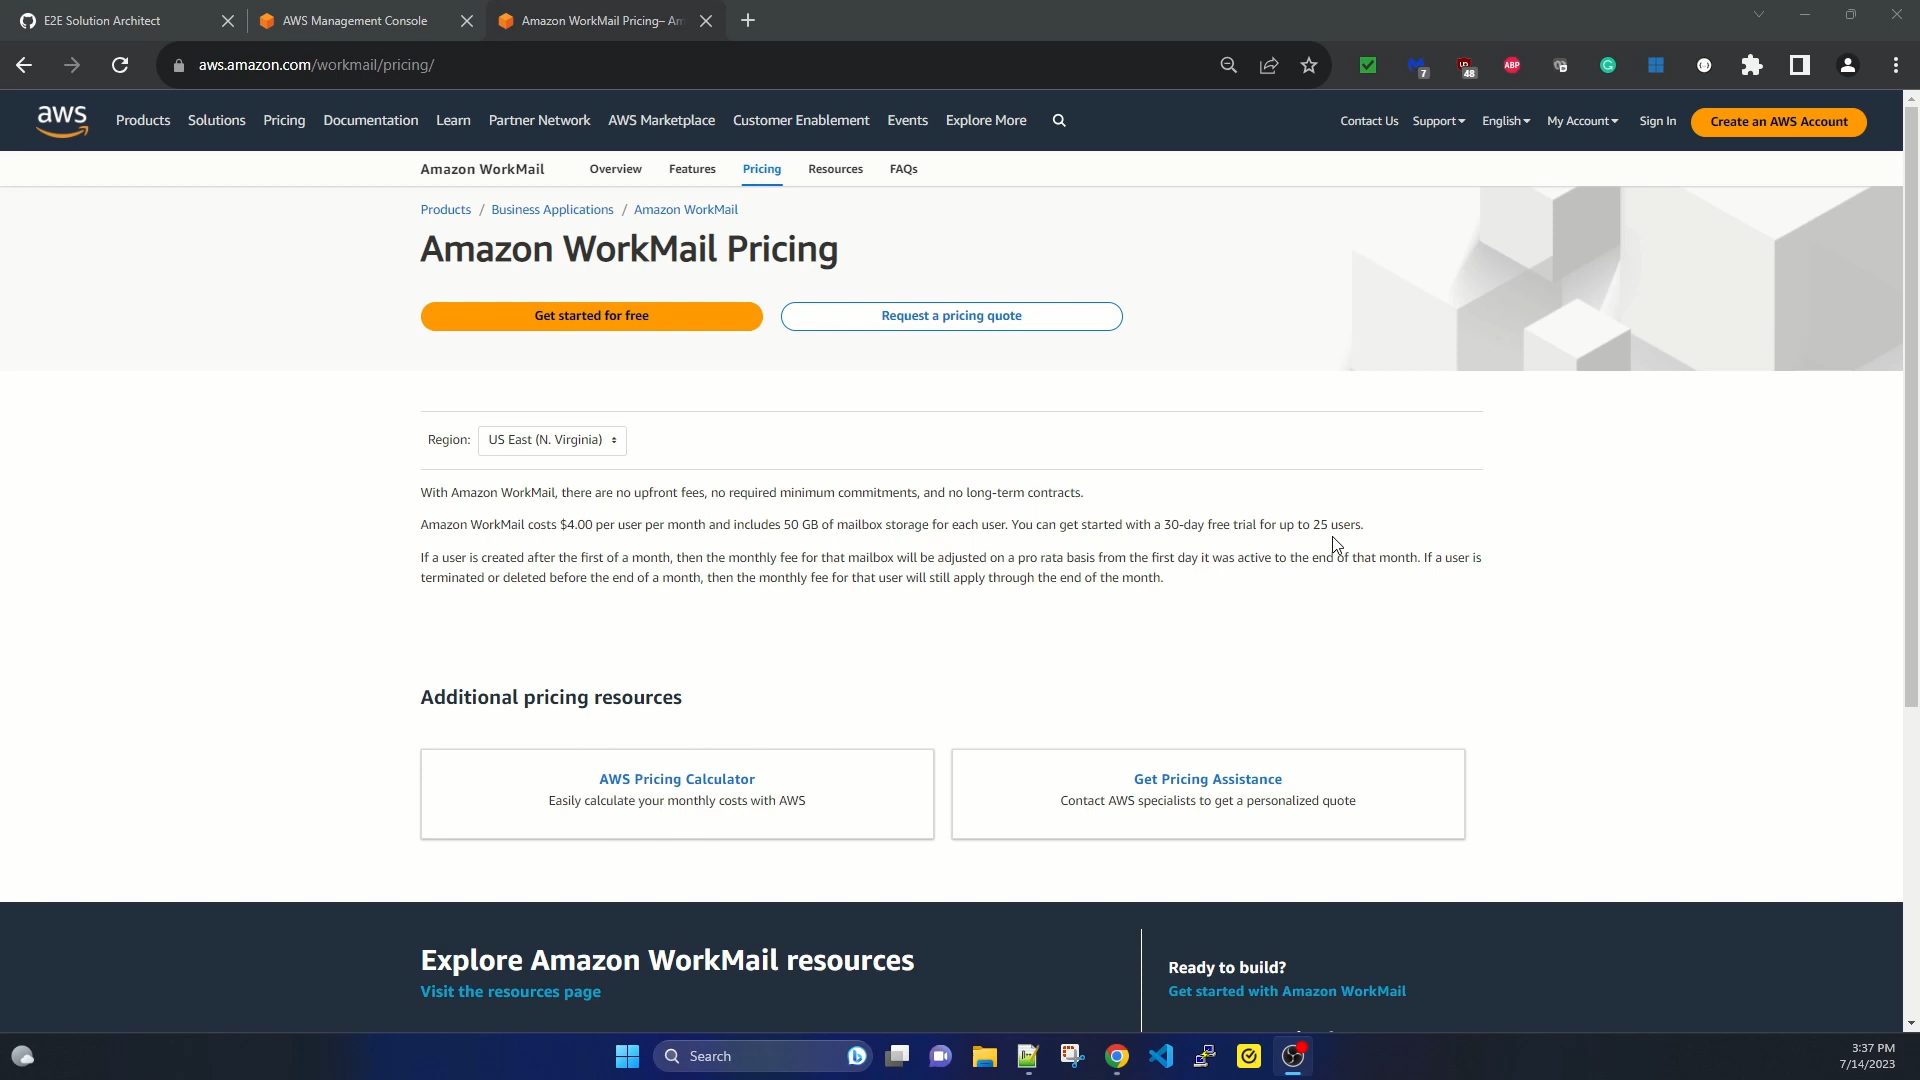 E2E Solution Architect
AWS Management Console
Amazon WorkMail Pricing– Am
aws.amazon.com/workmail/pricing/
7
48
ABP
aws
Products
Solutions
Pricing
Documentation
Learn
Partner Network
AWS Marketplace
Customer Enablement
Events
Explore More
Contact Us
Support
English
My Account
Sign In
Create an AWS Account
Amazon WorkMail
Overview
Features
Pricing
Resources
FAQs
Products / Business Applications / Amazon WorkMail
Amazon WorkMail Pricing
Get started for free
Request a pricing quote
Region: US East (N. Virginia)
With Amazon WorkMail, there are no upfront fees, no required minimum commitments, and no long-term contracts.
Amazon WorkMail costs $4.00 per user per month and includes 50 GB of mailbox storage for each user. You can get started with a 30-day free trial for up to 25 users.
If a user is created after the first of a month, then the monthly fee for that mailbox will be adjusted on a pro rata basis from the first day it was active to the end of that month. If a user is
terminated or deleted before the end of a month, then the monthly fee for that user will still apply through the end of the month.
Additional pricing resources
AWS Pricing Calculator
Easily calculate your monthly costs with AWS
Get Pricing Assistance
Contact AWS specialists to get a personalized quote
Explore Amazon WorkMail resources
Visit the resources page
Ready to build?
Get started with Amazon WorkMail
Search
3:37 PM
7/14/2023